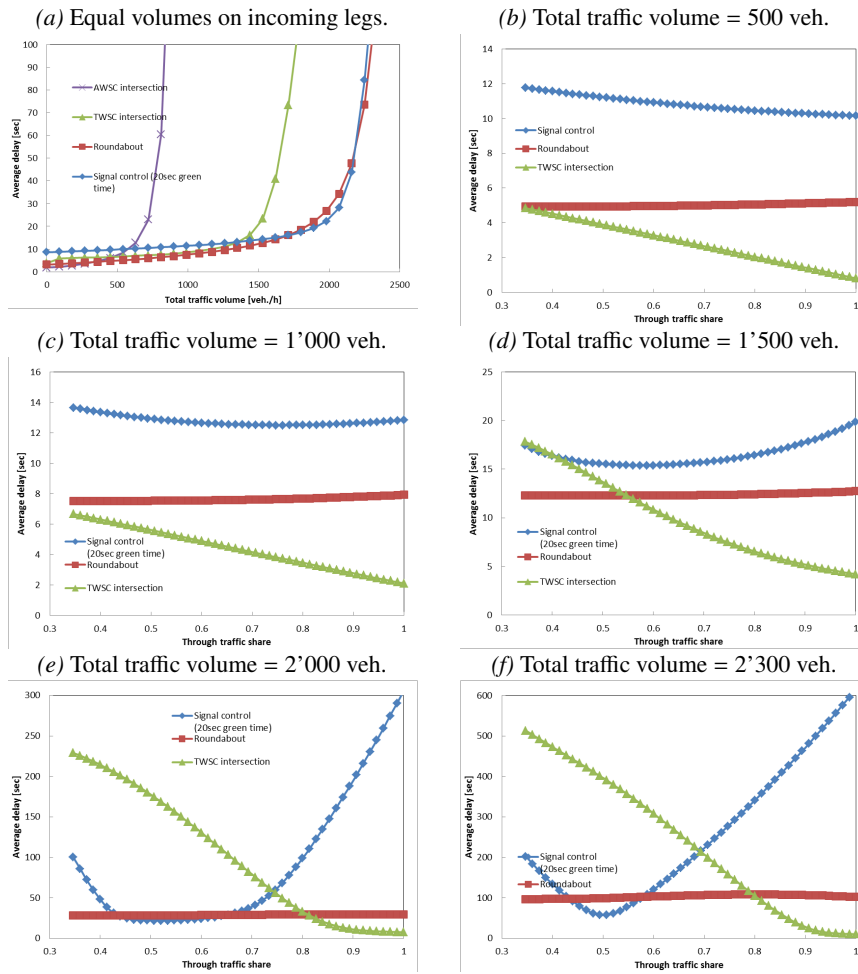 (a) Equal volumes on incoming legs.
100
90
80
70
60
50
40
30
20
10
0
Average delay [sec]
AWSC intersection
TWSC intersection
Roundabout
Signal control (20sec green
time)
0 500 1000 1500 2000 2500
Total traffic volume [veh./h]
(b) Total traffic volume = 500 veh.
14
12
10
8
6
4
2
0
Average delay [sec]
Signal control
Roundabout
TWSC intersection
0.3 0.4 0.5 0.6 0.7 0.8 0.9 1
Through traffic share
(c) Total traffic volume = 1’000 veh.
16
14
12
10
8
6
4
2
0
Average delay [sec]
Signal control
(20sec green time)
Roundabout
TWSC intersection
0.3 0.4 0.5 0.6 0.7 0.8 0.9 1
Through traffic share
(d) Total traffic volume = 1’500 veh.
25
20
15
10
5
0
Average delay [sec]
Signal control
(20sec green time)
Roundabout
TWSC intersection
0.3 0.4 0.5 0.6 0.7 0.8 0.9 1
Through traffic share
(e) Total traffic volume = 2’000 veh.
300
250
200
150
100
50
0
Average delay [sec]
Signal control
(20sec green time)
Roundabout
TWSC intersection
0.3 0.4 0.5 0.6 0.7 0.8 0.9 1
Through traffic share
(f) Total traffic volume = 2’300 veh.
600
500
400
300
200
100
0
Average delay [sec]
Signal control
(20sec green time)
Roundabout
TWSC intersection
0.3 0.4 0.5 0.6 0.7 0.8 0.9 1
Through traffic share